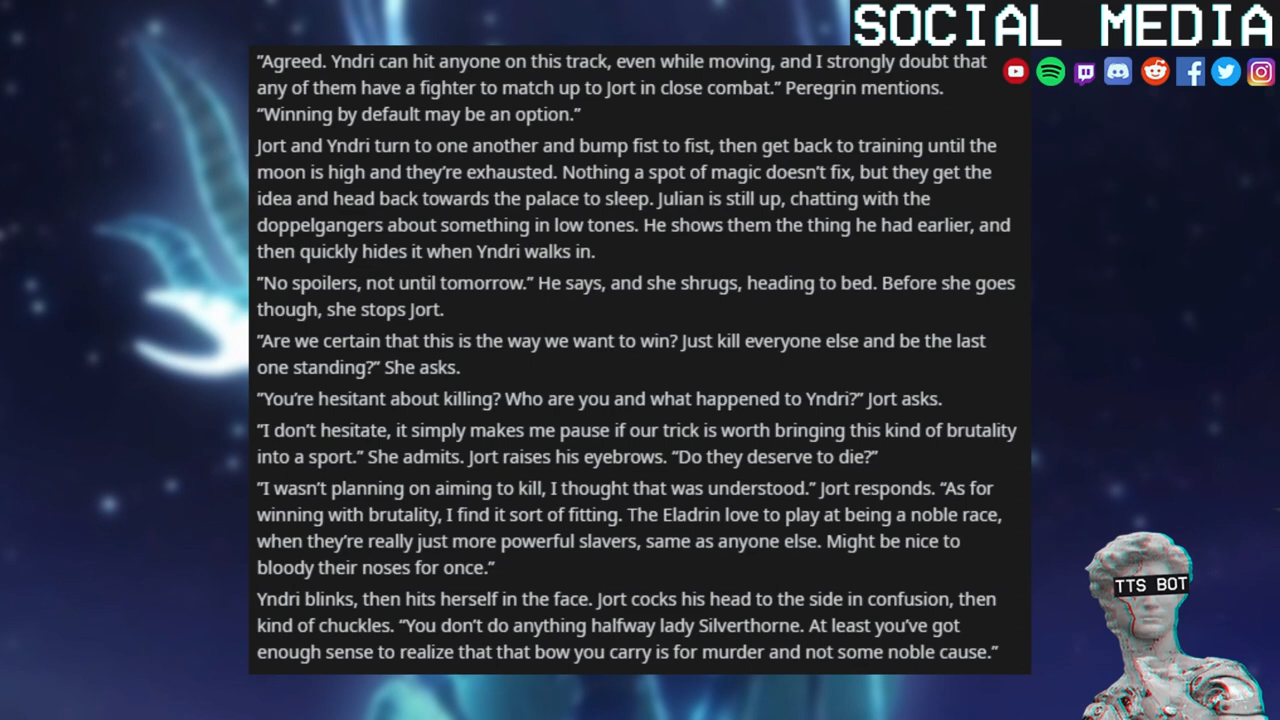 SOCIAL MEDIA
"Agreed. Yndri can hit anyone on this track, even while moving, and I strongly doubt that
any of them have a fighter to match up to Jort in close combat." Peregrin mentions.
"Winning by default may be an option."
Jort and Yndri turn to one another and bump fist to fist, then get back to training until the
moon is high and they're exhausted. Nothing a spot of magic doesn't fix, but they get the
idea and head back towards the palace to sleep. Julian is still up, chatting with the
doppelgangers about something in low tones. He shows them the thing he had earlier, and
then quickly hides it when Yndri walks in.
"No spoilers, not until tomorrow." He says, and she shrugs, heading to bed. Before she goes
though, she stops Jort.
"Are we certain that this is the way we want to win? Just kill everyone else and be the last
one standing?" She asks.
"You're hesitant about killing? Who are you and what happened to Yndri?" Jort asks.
"I don't hesitate, it simply makes me pause if our trick is worth bringing this kind of brutality
into a sport." She admits. Jort raises his eyebrows. "Do they deserve to die?"
"I wasn't planning on aiming to kill, I thought that was understood." Jort responds. "As for
winning with brutality, I find it sort of fitting. The Eladrin love to play at being a noble race,
when they're really just more powerful slavers, same as anyone else. Might be nice to
bloody their noses for once."
Yndri blinks, then hits herself in the face. Jort cocks his head to the side in confusion, then
kind of chuckles. "You don't do anything halfway lady Silverthorne. At least you've got
enough sense to realize that that bow you carry is for murder and not some noble cause."
TTS BOT